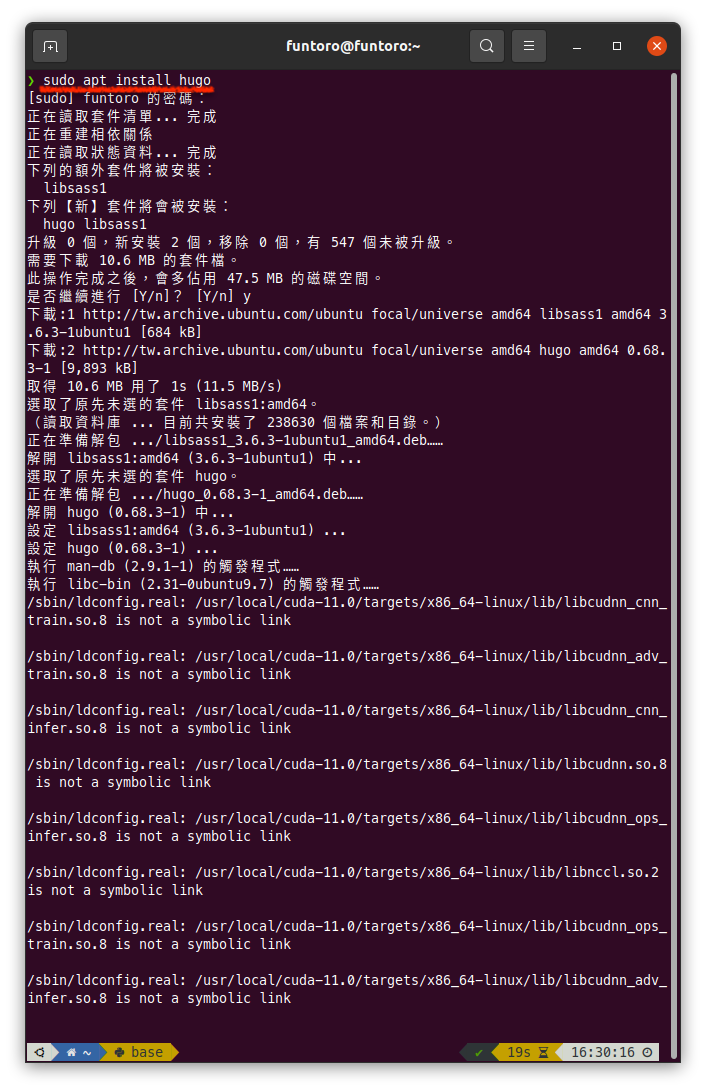 funtoro@funtoro:~
❯ sudo apt install hugo
[sudo] funtoro 的密碼：
正在讀取套件清單... 完成
正在重建相依關係
正在讀取狀態資料... 完成
下列的額外套件將被安裝：
  libsass1
下列【新】套件將會被安裝：
  hugo libsass1
升級 0 個，新安裝 2 個，移除 0 個，有 547 個未被升級。
需要下載 10.6 MB 的套件檔。
此操作完成之後，會多佔用 47.5 MB 的磁碟空間。
是否繼續進行 [Y/n]？ [Y/n] y
下載:1 http://tw.archive.ubuntu.com/ubuntu focal/universe amd64 libsass1 amd64 3
.6.3-1ubuntu1 [684 kB]
下載:2 http://tw.archive.ubuntu.com/ubuntu focal/universe amd64 hugo amd64 0.68.
3-1 [9,893 kB]
取得 10.6 MB 用了 1s (11.5 MB/s)
選取了原先未選的套件 libsass1:amd64。
（讀取資料庫 ... 目前共安裝了 238630 個檔案和目錄。）
正在準備解包 .../libsass1_3.6.3-1ubuntu1_amd64.deb……
解開 libsass1:amd64 (3.6.3-1ubuntu1) 中...
選取了原先未選的套件 hugo。
正在準備解包 .../hugo_0.68.3-1_amd64.deb……
解開 hugo (0.68.3-1) 中...
設定 libsass1:amd64 (3.6.3-1ubuntu1) ...
設定 hugo (0.68.3-1) ...
執行 man-db (2.9.1-1) 的觸發程式……
執行 libc-bin (2.31-0ubuntu9.7) 的觸發程式……
/sbin/ldconfig.real: /usr/local/cuda-11.0/targets/x86_64-linux/lib/libcudnn_cnn_
train.so.8 is not a symbolic link
/sbin/ldconfig.real: /usr/local/cuda-11.0/targets/x86_64-linux/lib/libcudnn_adv_
train.so.8 is not a symbolic link
/sbin/ldconfig.real: /usr/local/cuda-11.0/targets/x86_64-linux/lib/libcudnn_cnn_
infer.so.8 is not a symbolic link
/sbin/ldconfig.real: /usr/local/cuda-11.0/targets/x86_64-linux/lib/libcudnn.so.8
 is not a symbolic link
/sbin/ldconfig.real: /usr/local/cuda-11.0/targets/x86_64-linux/lib/libcudnn_ops_
infer.so.8 is not a symbolic link
/sbin/ldconfig.real: /usr/local/cuda-11.0/targets/x86_64-linux/lib/libnccl.so.2
is not a symbolic link
/sbin/ldconfig.real: /usr/local/cuda-11.0/targets/x86_64-linux/lib/libcudnn_ops_
train.so.8 is not a symbolic link
/sbin/ldconfig.real: /usr/local/cuda-11.0/targets/x86_64-linux/lib/libcudnn_adv_
infer.so.8 is not a symbolic link
~ base ✔ 19s 16:30:16